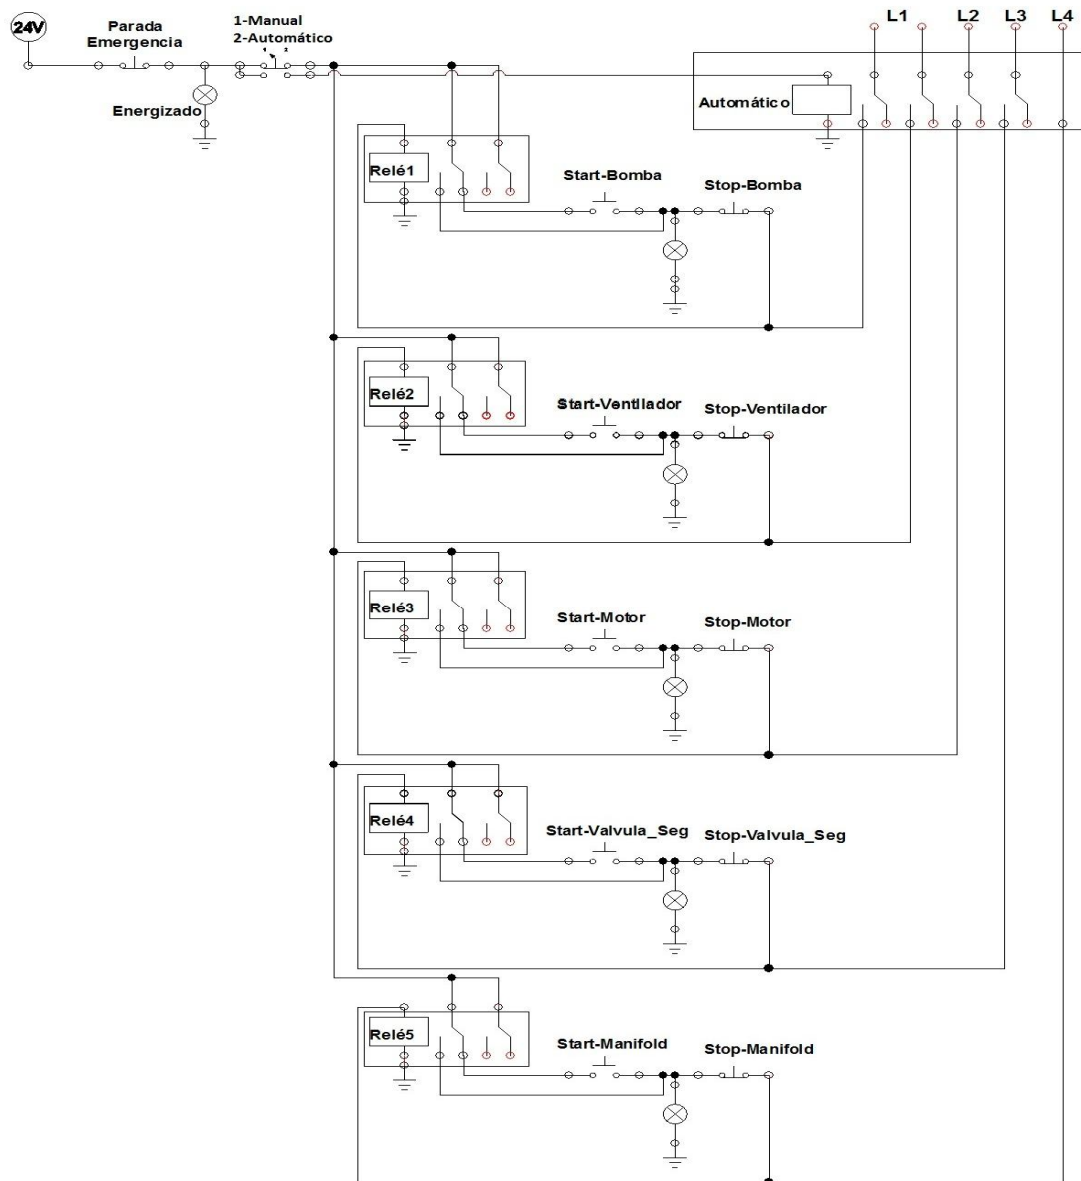 24V
Parada
Emergencia
1-Manual
2-Automático
L1
L2
L3
L4
1
2
Energizado
Automático
Relé1
Start-Bomba
Stop-Bomba
Relé2
Start-Ventilador
Stop-Ventilador
Relé3
Start-Motor
Stop-Motor
Relé4
Start-Valvula_Seg
Stop-Valvula_Seg
Relé5
Start-Manifold
Stop-Manifold